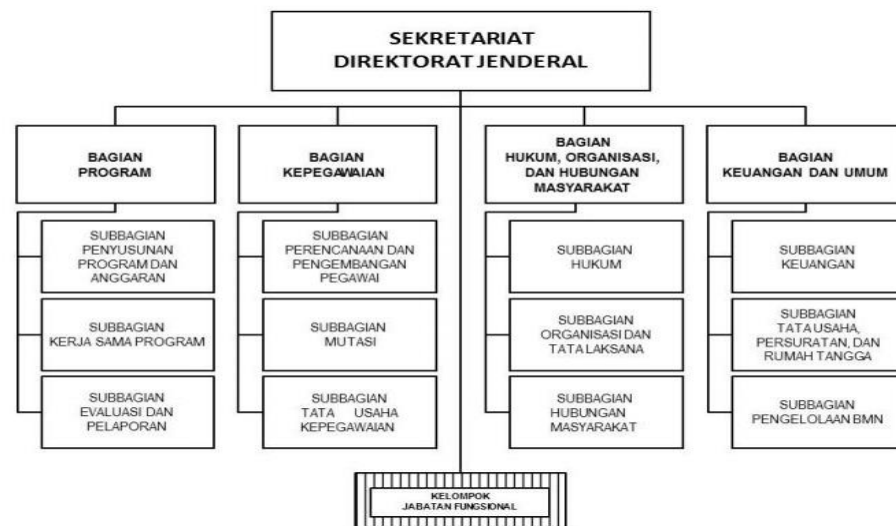 SEKRETARIAT
DIREKTORAT JENDERAL
BAGIAN
PROGRAM
BAGIAN
KEPEGAWAIAN
BAGIAN
HUKUM, ORGANISASI,
DAN HUBUNGAN
MASYARAKAT
BAGIAN
KEUANGAN DAN UMUM
SUBBAGIAN
PENYUSUNAN
PROGRAM DAN
ANGGARAN
SUBBAGIAN
PERENCANAAN DAN
PENGEMBANGAN
PEGAWAI
SUBBAGIAN
HUKUM
SUBBAGIAN
KEUANGAN
SUBBAGIAN
KERJA SAMA PROGRAM
SUBBAGIAN
MUTASI
SUBBAGIAN
ORGANISASI DAN
TATA LAKSANA
SUBBAGIAN
TATA USAHA,
PERSURATAN, DAN
RUMAH TANGGA
SUBBAGIAN
EVALUASI DAN
PELAPORAN
SUBBAGIAN
TATA USAHA
KEPEGAWAIAN
SUBBAGIAN
HUBUNGAN
MASYARAKAT
SUBBAGIAN
PENGELOLAAN BMN
KELOMPOK
JABATAN FUNGSIONAL